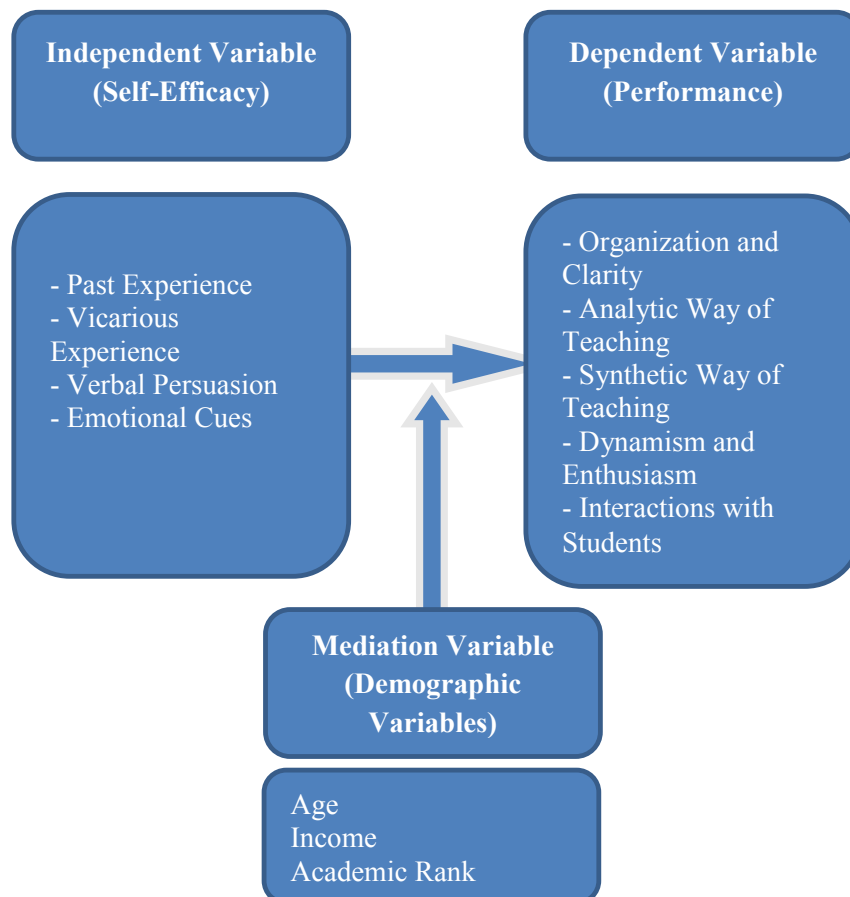 Independent Variable
(Self-Efficacy)
Dependent Variable
(Performance)
- Past Experience
- Vicarious
Experience
- Verbal Persuasion
- Emotional Cues
- Organization and
Clarity
- Analytic Way of
Teaching
- Synthetic Way of
Teaching
- Dynamism and
Enthusiasm
- Interactions with
Students
Mediation Variable
(Demographic
Variables)
Age
Income
Academic Rank